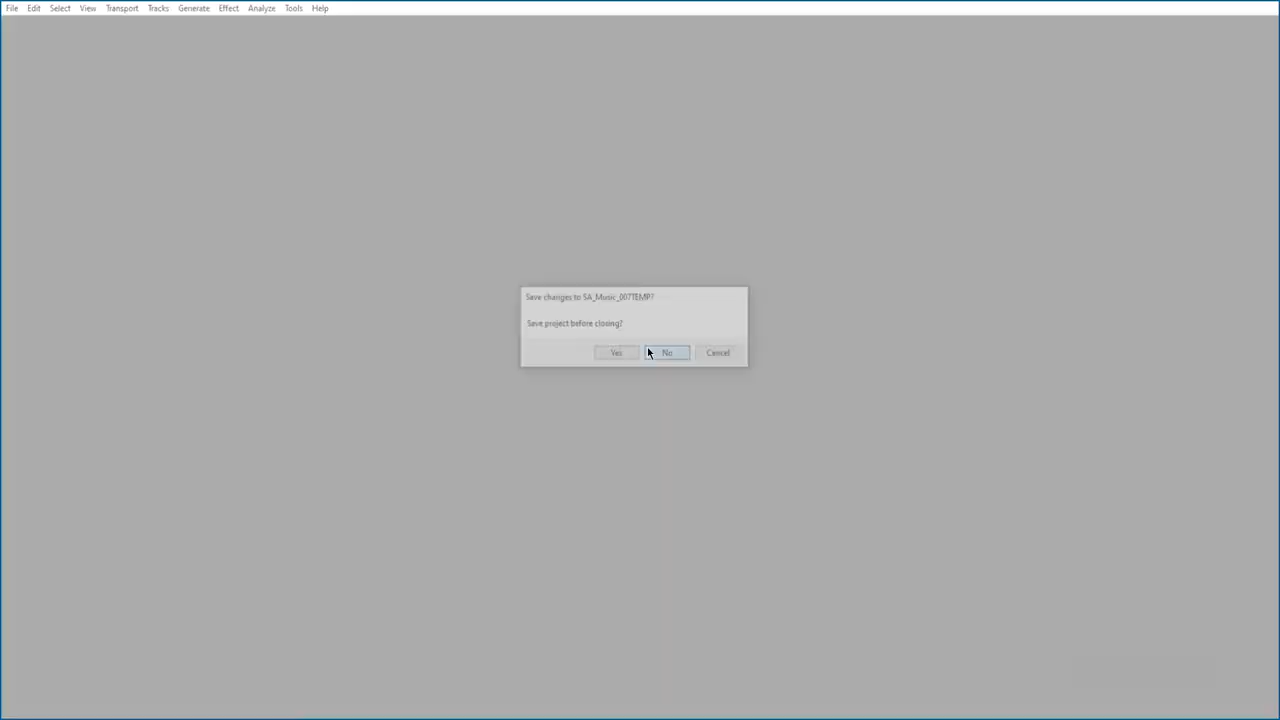 File Edit Select View Transport Tracks Generate Effect Analyze Tools Help
Save changes to SA_Music_007TEMP?
Save project before closing?
Yes No Cancel